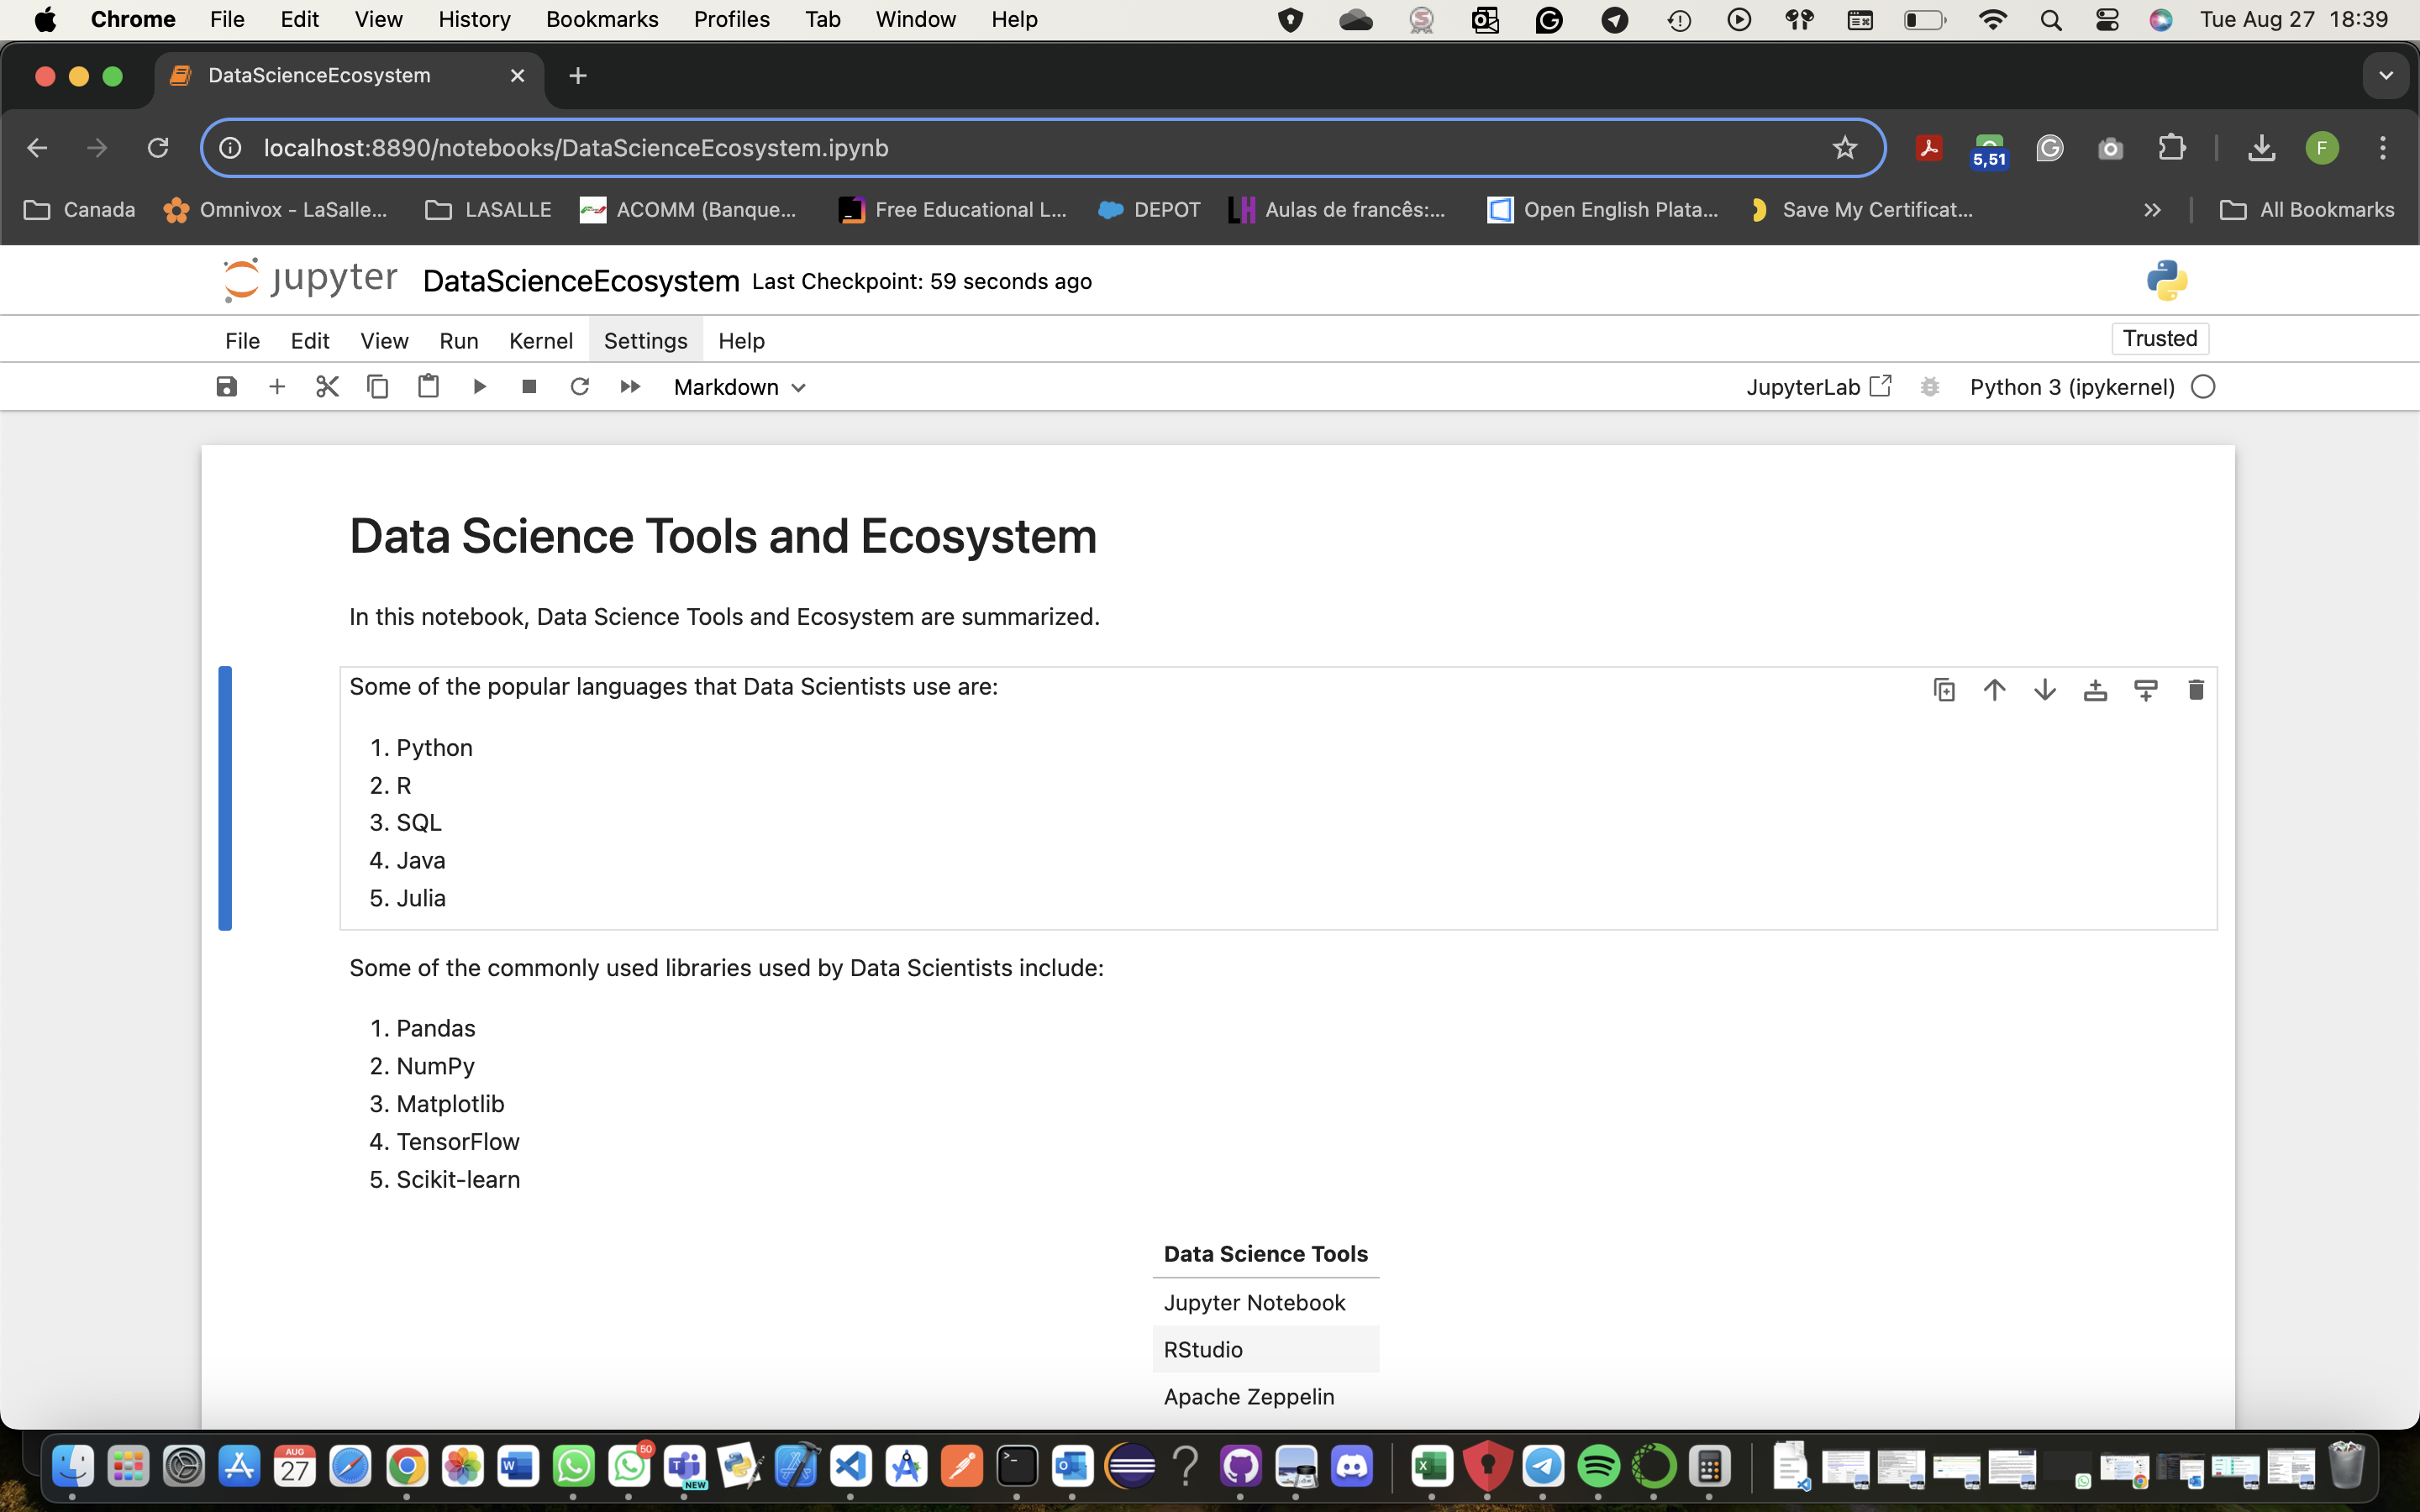 Chrome File Edit View History Bookmarks Profiles Tab Window Help Tue Aug 27 18:39
DataScienceEcosystem
localhost:8890/notebooks/DataScienceEcosystem.ipynb 5,51 F
Canada Omnivox - LaSalle... LASALLE ACOMM (Banque... Free Educational L... DEPOT Aulas de francês:... Open English Plata... Save My Certificat... All Bookmarks
jupyter DataScienceEcosystem Last Checkpoint: 59 seconds ago
File Edit View Run Kernel Settings Help Trusted
Markdown JupyterLab Python 3 (ipykernel)
Data Science Tools and Ecosystem
In this notebook, Data Science Tools and Ecosystem are summarized.
Some of the popular languages that Data Scientists use are:
1. Python
2. R
3. SQL
4. Java
5. Julia
Some of the commonly used libraries used by Data Scientists include:
1. Pandas
2. NumPy
3. Matplotlib
4. TensorFlow
5. Scikit-learn
Data Science Tools
Jupyter Notebook
RStudio
Apache Zeppelin
AUG 27 50 NEW